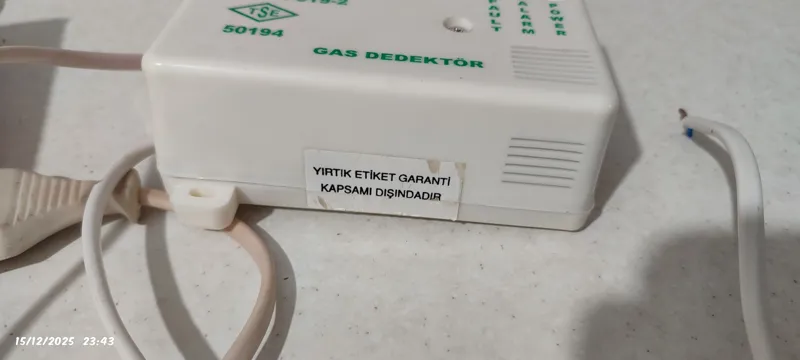 TSE
50194
GAS DEDEKTÖR
FAULT
ALARM
POWER
YIRTIK ETİKET GARANTİ
KAPSAMI DIŞINDADIR
15/12/2025 23:43